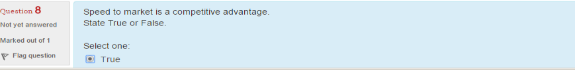 Question 8
Not yet answered
Marked out of 1
Flag question
Speed to market is a competitive advantage.
State True or False.
Select one:
True